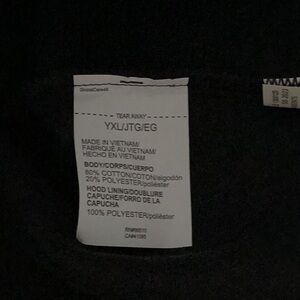 TEAR AWAY
YXL/JTG/EG
MADE IN VIETNAM/
FABRIQUÉ AU VIETNAM/
HECHO EN VIETNAM
BODY/CORPS/CUERPO
80% COTTON/COTON/algodón
20% POLYESTER/poliéster
HOOD LINING/DOUBLURE
CAPUCHE/FORRO DE LA
CAPUCHA
100% POLYESTER/poliéster